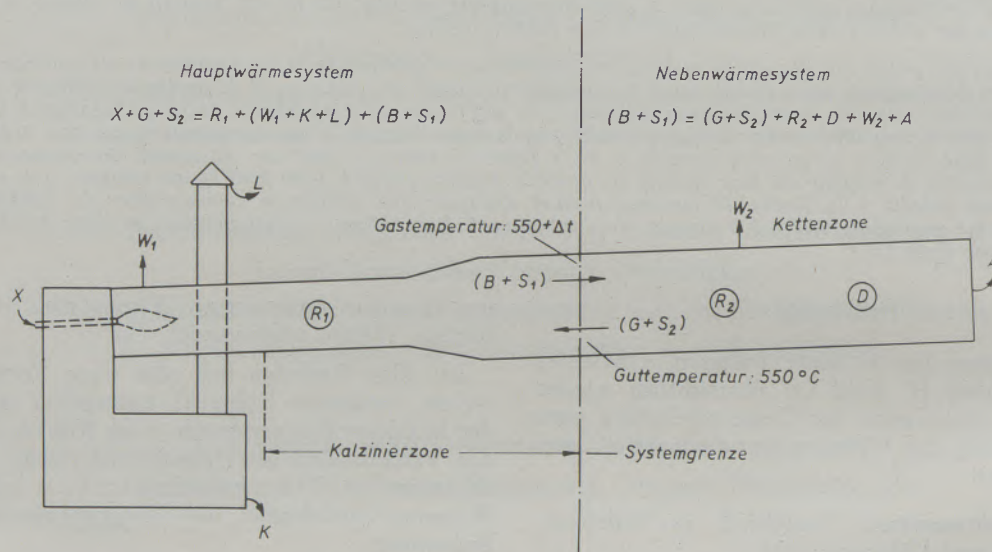 Hauptwärmesystem
X+G+S₂ = R₁+(W₁+K+L)+(B+S₁)
Nebenwärmesystem
(B+S₁) = (G+S₂)+R₂+D+W₂+A
L
W₁
X
R₁
Gastemperatur: 550+Δt
(B+S₁)
W₂
Kettenzone
A
R₂
D
(G+S₂)
Guttemperatur: 550 °C
Kalzinierzone
Systemgrenze
K